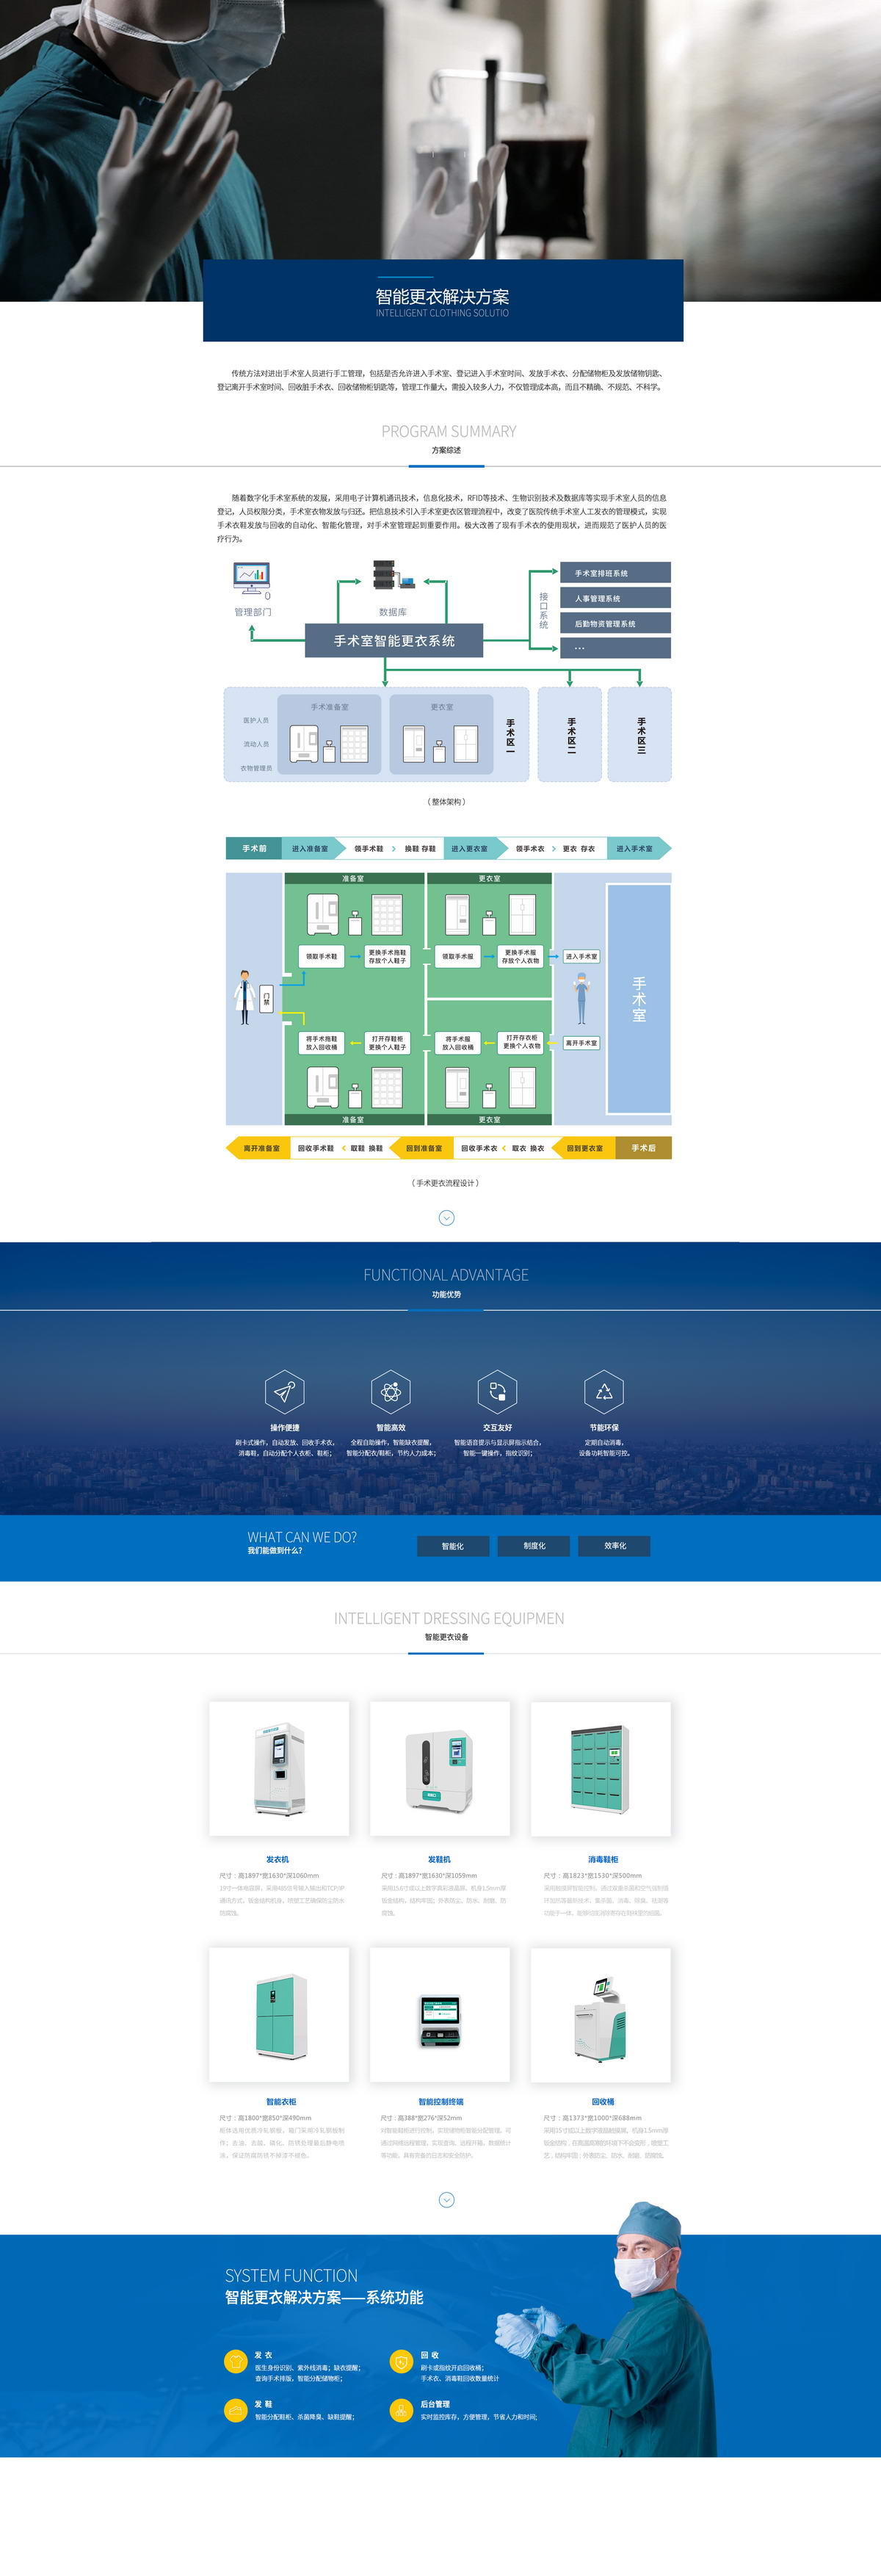 智能更衣解决方案
INTELLIGENT CLOTHING SOLUTIO
传统方法对进出手术室人员进行手工管理，包括是否允许进入手术室、登记进入手术室时间、发放手术衣、分配储物柜及发放储物钥匙、
登记离开手术室时间、回收脏手术衣、回收储物柜钥匙等，管理工作量大，需投入较多人力，不仅管理成本高，而且不精确、不规范、不科学。
PROGRAM SUMMARY
方案综述
随着数字化手术室系统的发展，采用电子计算机通讯技术，信息化技术，RFID等技术、生物识别技术及数据库等实现手术室人员的信息
登记，人员权限分类，手术室衣物发放与归还。把信息技术引入手术室更衣区管理流程中，改变了医院传统手术室人工发衣的管理模式，实现
手术衣鞋发放与回收的自动化、智能化管理，对手术室管理起到重要作用。极大改善了现有手术衣的使用现状，进而规范了医护人员的医
疗行为。
管理部门
数据库
接口系统
手术室排班系统
人事管理系统
后勤物资管理系统
...
手术室智能更衣系统
医护人员
流动人员
衣物管理员
手术准备室
更衣室
手术区一
手术区二
手术区三
（ 整体架构 ）
手术前 进入准备室 领手术鞋 > 换鞋 存鞋 进入更衣室 领手术衣 > 更衣 存衣 进入手术室
准备室 更衣室
领取手术鞋
更换手术拖鞋
存放个人鞋子
领取手术服
更换手术服
存放个人衣物
进入手术室
门禁
手术室
将手术拖鞋
放入回收桶
打开存鞋柜
更换个人鞋子
将手术服
放入回收桶
打开存衣柜
更换个人衣物
离开手术室
准备室 更衣室
离开准备室 回收手术鞋 < 取鞋 换鞋 回到准备室 回收手术衣 < 取衣 换衣 回到更衣室 手术后
（ 手术更衣流程设计 ）
FUNCTIONAL ADVANTAGE
功能优势
操作便捷
刷卡式操作，自动发放、回收手术衣，
消毒鞋，自动分配个人衣柜、鞋柜；
智能高效
全程自助操作，智能缺衣提醒，
智能分配衣/鞋柜，节约人力成本；
交互友好
智能语音提示与显示屏指示结合，
智能一键操作，指纹识别；
节能环保
定期自动消毒，
设备功耗智能可控。
WHAT CAN WE DO?
我们能做到什么？
智能化
制度化
效率化
INTELLIGENT DRESSING EQUIPMEN
智能更衣设备
发衣机
尺寸：高1897*宽1630*深1060mm
发鞋机
尺寸：高1897*宽1630*深1059mm
消毒鞋柜
尺寸：高1823*宽1530*深500mm
智能衣柜
尺寸：高1800*宽850*深490mm
智能控制终端
尺寸：高388*宽276*深52mm
回收桶
尺寸：高1373*宽1000*深688mm
SYSTEM FUNCTION
智能更衣解决方案——系统功能
发 衣
医生身份识别、紫外线消毒；缺衣提醒；
查询手术排版，智能分配储物柜；
回 收
刷卡或指纹开启回收桶；
手术衣、消毒鞋回收数量统计
发 鞋
智能分配鞋柜、杀菌降臭、缺鞋提醒；
后台管理
实时监控库存，方便管理，节省人力和时间；